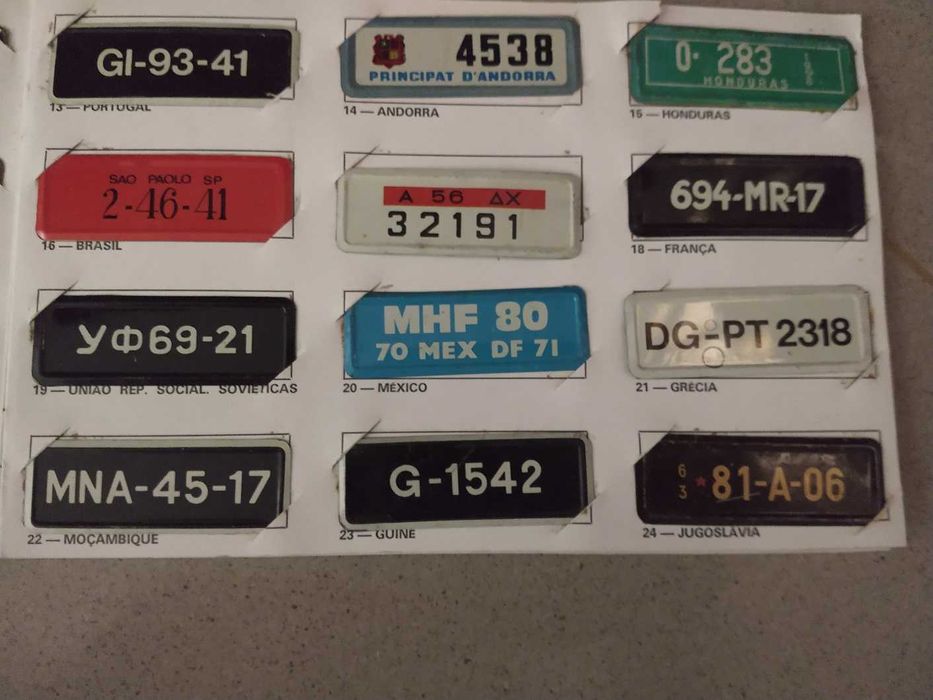 GI-93-41
13 — PORTUGAL
4538
PRINCIPAT D'ANDORRA
14 — ANDORRA
0· 283
HONDURAS
15 — HONDURAS
SAO PAOLO SP
2-46-41
16 — BRASIL
A 56 ΔX
32191
694-MR-17
18 — FRANÇA
УФ69-21
19 — UNIÃO REP. SOCIAL. SOVIÉTICAS
MHF 80
70 MEX DF 71
20 — MÉXICO
DG-PT 2318
21 — GRÉCIA
MNA-45-17
22 — MOÇAMBIQUE
G-1542
23 — GUINÉ
63 * 81-A-06
24 — JUGOSLÁVIA